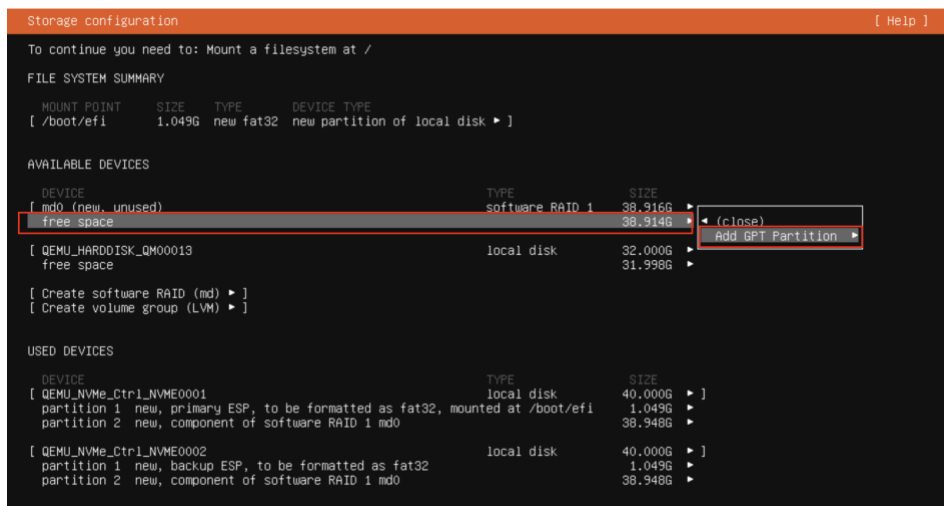 Storage configuration [ Help ]
To continue you need to: Mount a filesystem at /
FILE SYSTEM SUMMARY
MOUNT POINT SIZE TYPE DEVICE TYPE
[ /boot/efi 1.049G new fat32 new partition of local disk ▸ ]
AVAILABLE DEVICES
DEVICE TYPE SIZE
[ md0 (new, unused) software RAID 1 38.916G ▸
free space 38.914G ▸
◂ (close)
Add GPT Partition ▸
[ QEMU_HARDDISK_QM00013 local disk 32.000G ▸
free space 31.998G ▸
[ Create software RAID (md) ▸ ]
[ Create volume group (LVM) ▸ ]
USED DEVICES
DEVICE TYPE SIZE
[ QEMU_NVMe_Ctrl_NVME0001 local disk 40.000G ▸ ]
partition 1 new, primary ESP, to be formatted as fat32, mounted at /boot/efi 1.049G ▸
partition 2 new, component of software RAID 1 md0 38.948G ▸
[ QEMU_NVMe_Ctrl_NVME0002 local disk 40.000G ▸ ]
partition 1 new, backup ESP, to be formatted as fat32 1.049G ▸
partition 2 new, component of software RAID 1 md0 38.948G ▸